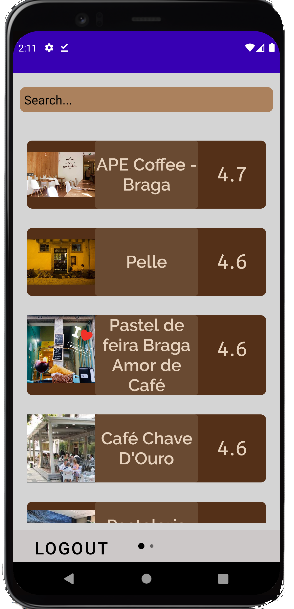 2:11
Search...
APE Coffee -
Braga
4.7
Pelle
4.6
Pastel de
feira Braga
Amor de
Café
4.6
Café Chave
D'Ouro
4.6
LOGOUT